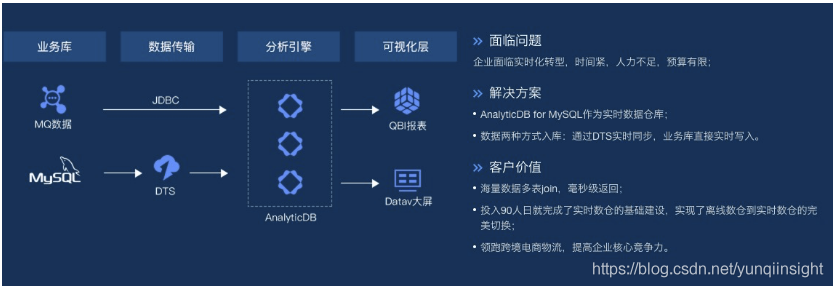 业务库
数据传输
分析引擎
可视化层
MQ数据
JDBC
QBI报表
MySQL
DTS
AnalyticDB
Datav大屏
面临问题
企业面临实时化转型，时间紧，人力不足，预算有限；
解决方案
• AnalyticDB for MySQL作为实时数据仓库；
• 数据两种方式入库：通过DTS实时同步，业务库直接实时写入。
客户价值
• 海量数据多表join，毫秒级返回；
• 投入90人日就完成了实时数仓的基础建设，实现了离线数仓到实时数仓的完
美切换；
• 领跑跨境电商物流，提高企业核心竞争力。
https://blog.csdn.net/yunqiinsight